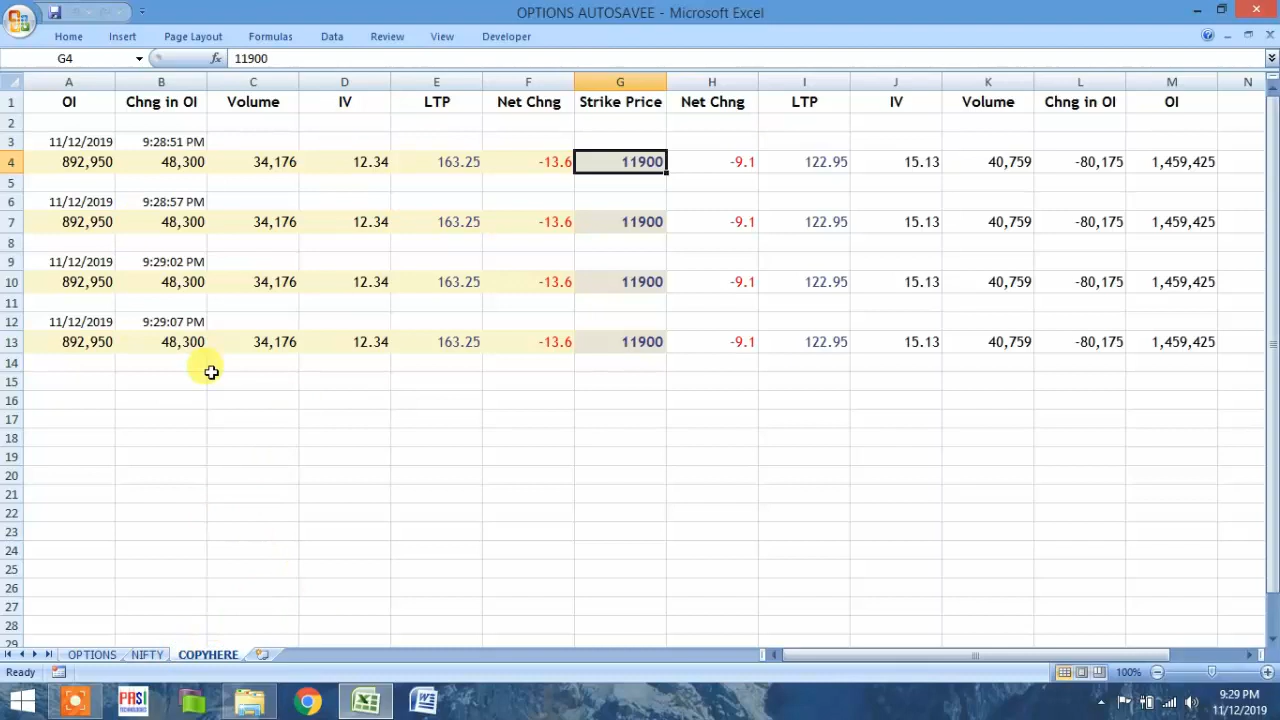 OPTIONS AUTOSAVEE - Microsoft Excel
Home Insert Page Layout Formulas Data Review View Developer
G4 fx 11900
A B C D E F G H I J K L M N
1 OI Chng in OI Volume IV LTP Net Chng Strike Price Net Chng LTP IV Volume Chng in OI OI
2
3 11/12/2019 9:28:51 PM
4 892,950 48,300 34,176 12.34 163.25 -13.6 11900 -9.1 122.95 15.13 40,759 -80,175 1,459,425
5
6 11/12/2019 9:28:57 PM
7 892,950 48,300 34,176 12.34 163.25 -13.6 11900 -9.1 122.95 15.13 40,759 -80,175 1,459,425
8
9 11/12/2019 9:29:02 PM
10 892,950 48,300 34,176 12.34 163.25 -13.6 11900 -9.1 122.95 15.13 40,759 -80,175 1,459,425
11
12 11/12/2019 9:29:07 PM
13 892,950 48,300 34,176 12.34 163.25 -13.6 11900 -9.1 122.95 15.13 40,759 -80,175 1,459,425
14
15
16
17
18
19
20
21
22
23
24
25
26
27
28
29
OPTIONS NIFTY COPYHERE
Ready 100%
PASI
TECHNOLOGIES
9:29 PM
11/12/2019